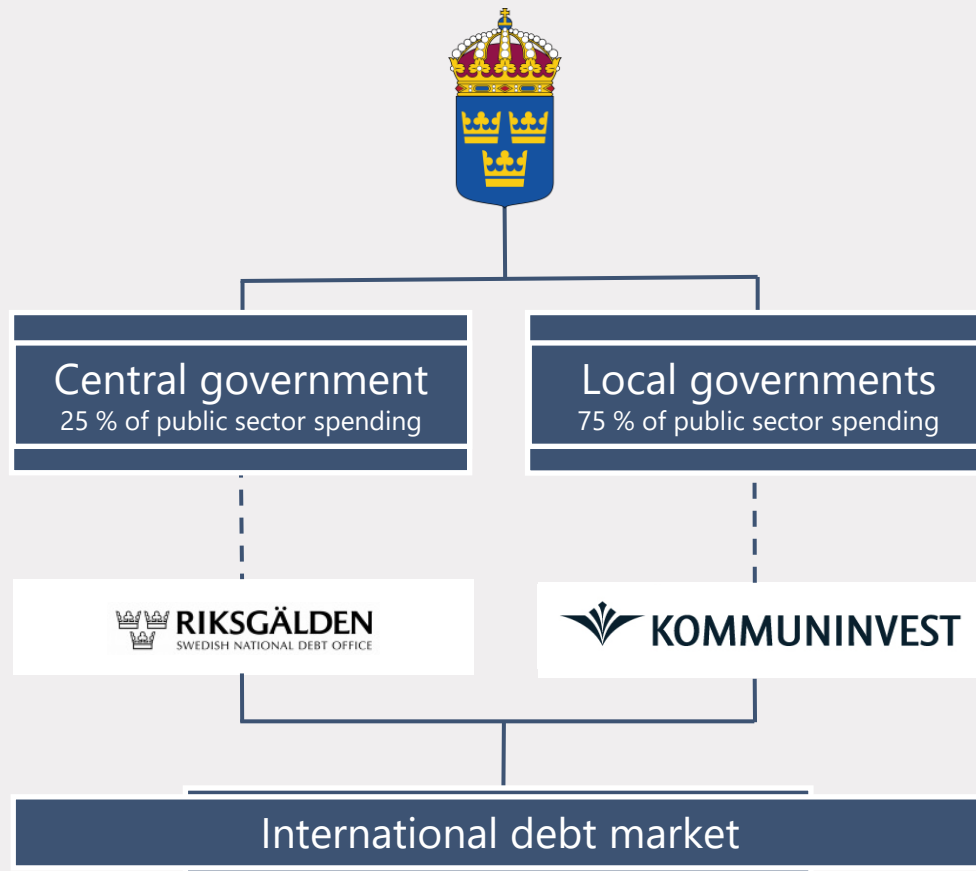 Central government
25 % of public sector spending
Local governments
75 % of public sector spending
RIKSGÄLDEN
SWEDISH NATIONAL DEBT OFFICE
KOMMUNINVEST
International debt market